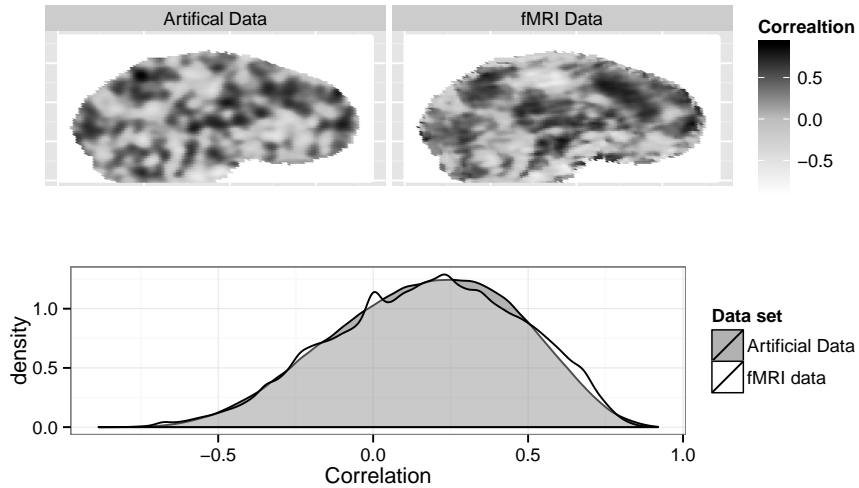 Artifical Data
fMRI Data
Correaltion
0.5
0.0
−0.5
density
1.0
0.5
0.0
−0.5
0.0
0.5
1.0
Correlation
Data set
Artificial Data
fMRI data